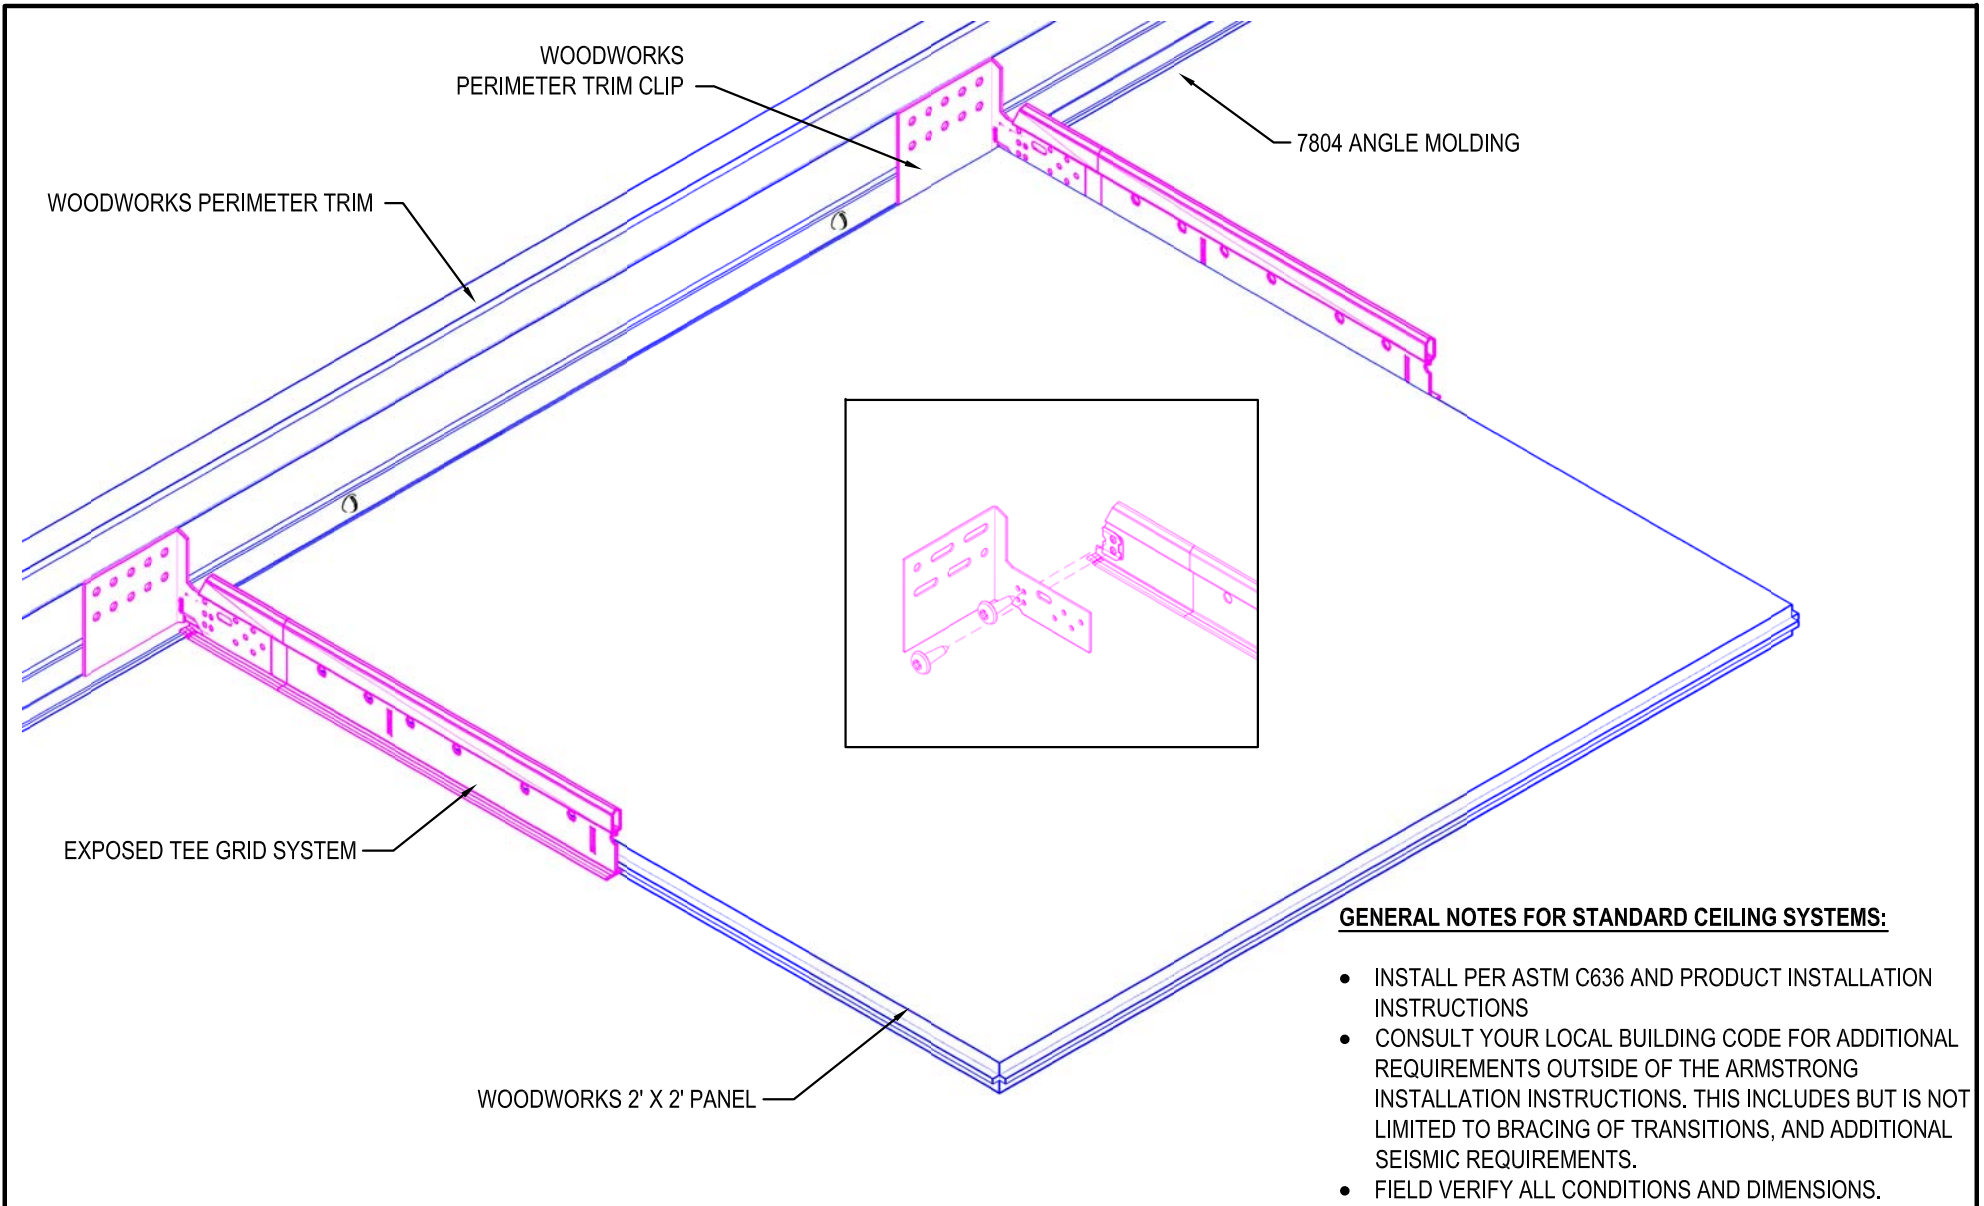 WOODWORKS
PERIMETER TRIM CLIP
7804 ANGLE MOLDING
WOODWORKS PERIMETER TRIM
EXPOSED TEE GRID SYSTEM
WOODWORKS 2' X 2' PANEL
GENERAL NOTES FOR STANDARD CEILING SYSTEMS:
• INSTALL PER ASTM C636 AND PRODUCT INSTALLATION
INSTRUCTIONS
• CONSULT YOUR LOCAL BUILDING CODE FOR ADDITIONAL
REQUIREMENTS OUTSIDE OF THE ARMSTRONG
INSTALLATION INSTRUCTIONS. THIS INCLUDES BUT IS NOT
LIMITED TO BRACING OF TRANSITIONS, AND ADDITIONAL
SEISMIC REQUIREMENTS.
• FIELD VERIFY ALL CONDITIONS AND DIMENSIONS.